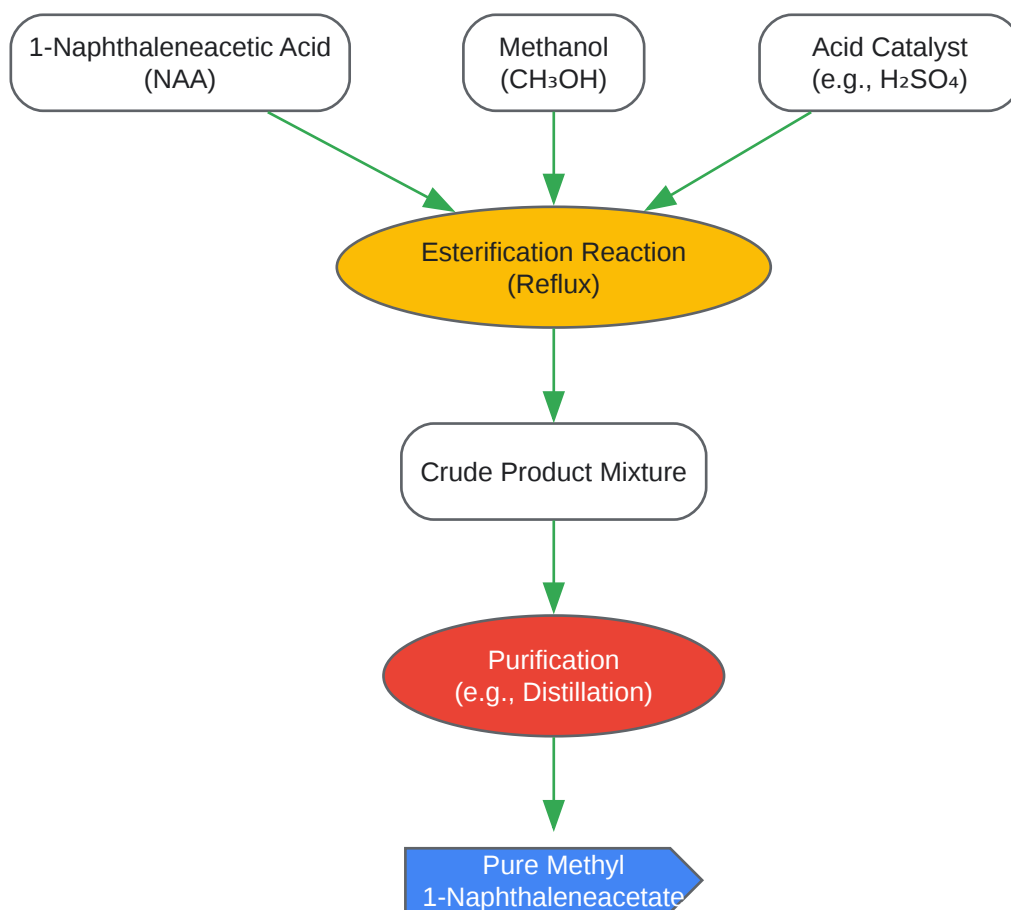 1-Naphthaleneacetic Acid
(NAA)
Methanol
(CH₃OH)
Acid Catalyst
(e.g., H₂SO₄)
Esterification Reaction
(Reflux)
Crude Product Mixture
Purification
(e.g., Distillation)
Pure Methyl
1-Naphthaleneacetate